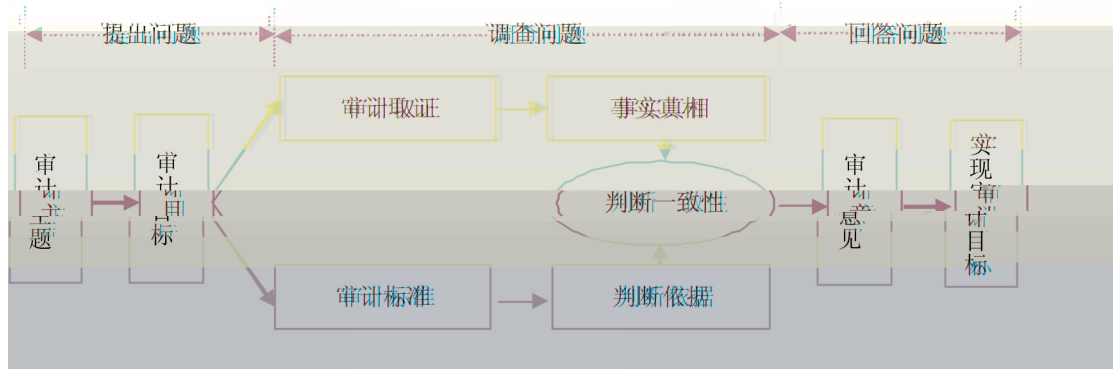 提出问题
调查问题
回答问题
审计取证
事实真相
审计主题
审计目标
判断一致性
审计意见
实现审计目标
审计标准
判断依据